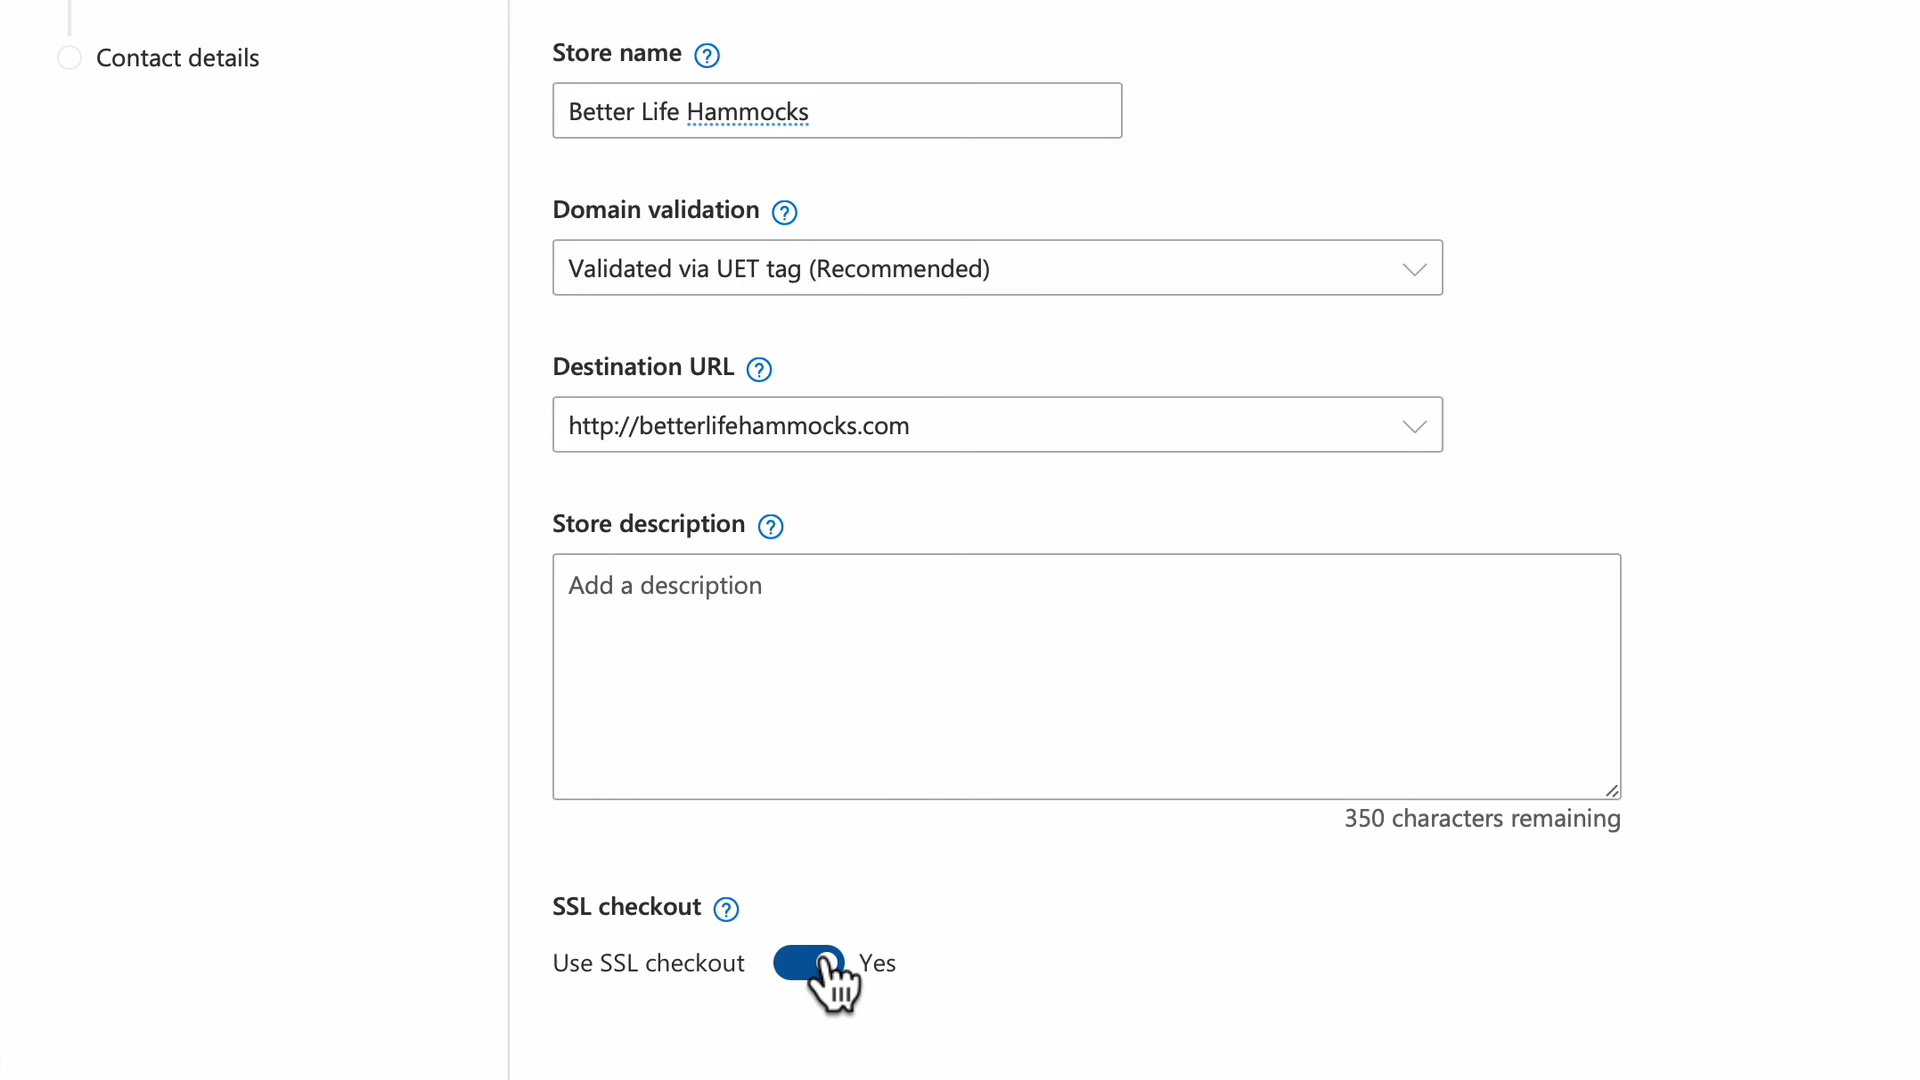 Contact details
Store name
Better Life Hammocks
Domain validation
Validated via UET tag (Recommended)
Destination URL
http://betterlifehammocks.com
Store description
Add a description
350 characters remaining
SSL checkout
Use SSL checkout Yes